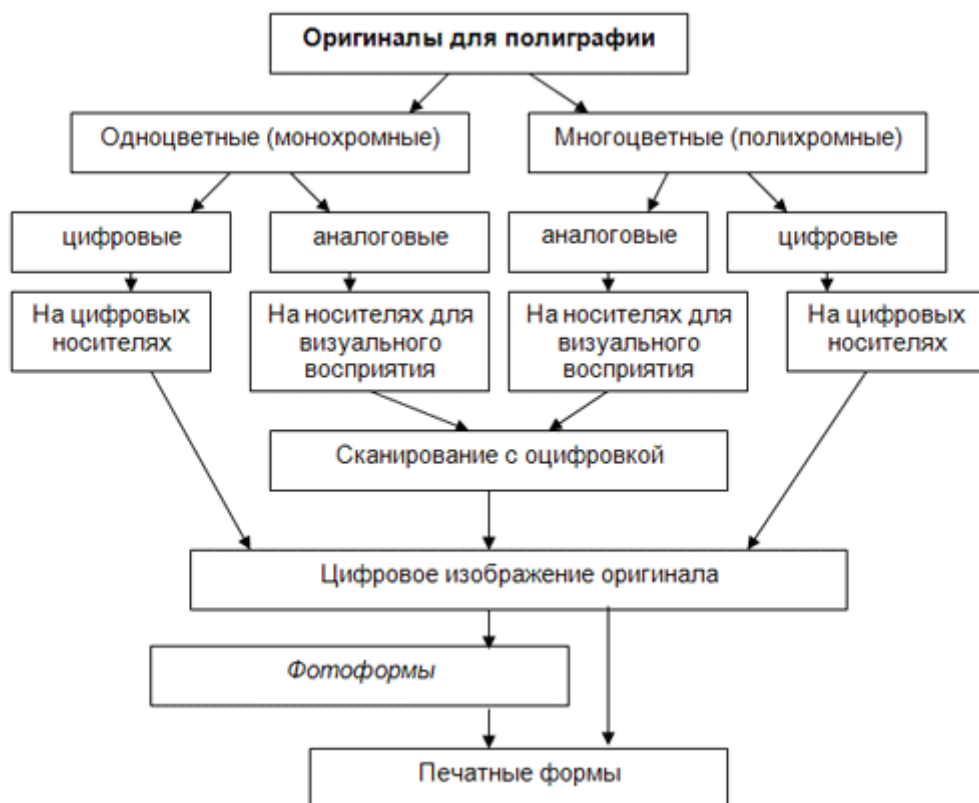 Оригиналы для полиграфии
Одноцветные (монохромные)
Многоцветные (полихромные)
цифровые
аналоговые
аналоговые
цифровые
На цифровых
носителях
На носителях для
визуального
восприятия
На носителях для
визуального
восприятия
На цифровых
носителях
Сканирование с оцифровкой
Цифровое изображение оригинала
Фотоформы
Печатные формы